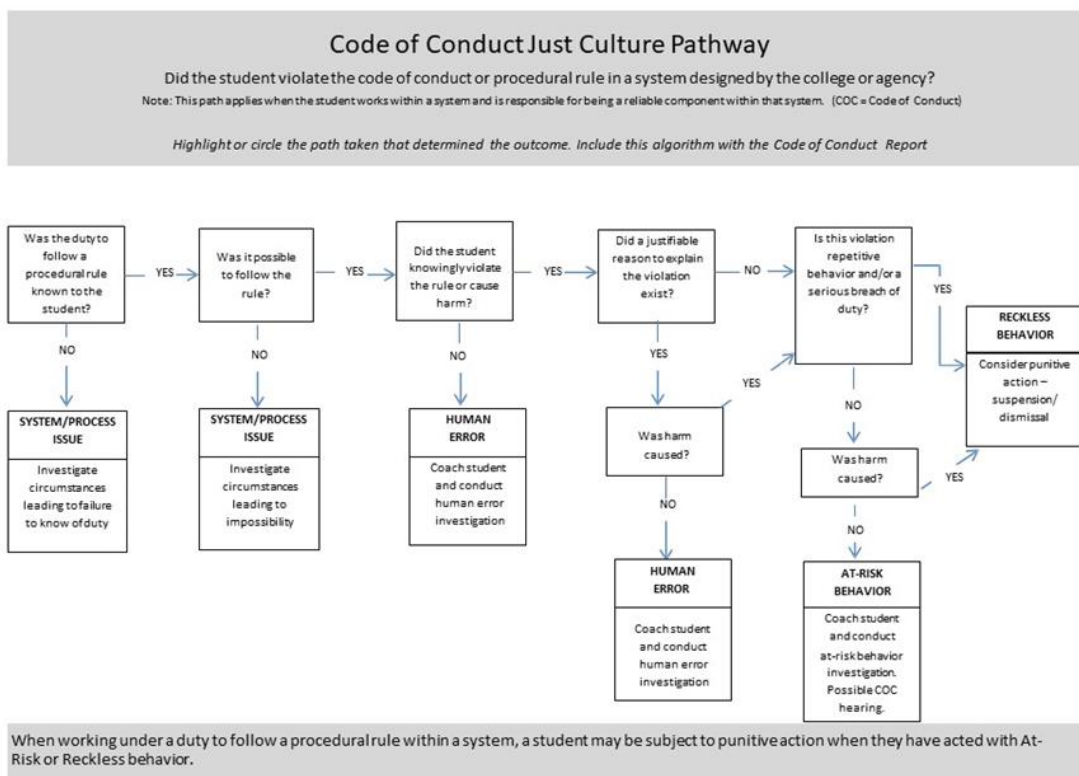 Code of Conduct Just Culture Pathway
Did the student violate the code of conduct or procedural rule in a system designed by the college or agency?
Note: This path applies when the student works within a system and is responsible for being a reliable component within that system. (COC = Code of Conduct)
Highlight or circle the path taken that determined the outcome. Include this algorithm with the Code of Conduct Report
Was the duty to
follow a
procedural rule
known to the
student?
YES
Was it possible
to follow the
rule?
YES
Did the student
knowingly violate
the rule or cause
harm?
YES
Did a justifiable
reason to explain
the violation
exist?
NO
Is this violation
repetitive
behavior and/or a
serious breach of
duty?
YES
RECKLESS
BEHAVIOR
Consider punitive
action –
suspension/
dismissal
NO
NO
NO
YES
YES
NO
SYSTEM/PROCESS
ISSUE
Investigate
circumstances
leading to failure
to know of duty
SYSTEM/PROCESS
ISSUE
Investigate
circumstances
leading to
impossibility
HUMAN
ERROR
Coach student
and conduct
human error
investigation
Was harm
caused?
NO
Was harm
caused?
YES
NO
HUMAN
ERROR
Coach student
and conduct
human error
investigation
AT-RISK
BEHAVIOR
Coach student
and conduct
at-risk behavior
investigation.
Possible COC
hearing.
When working under a duty to follow a procedural rule within a system, a student may be subject to punitive action when they have acted with At-
Risk or Reckless behavior.